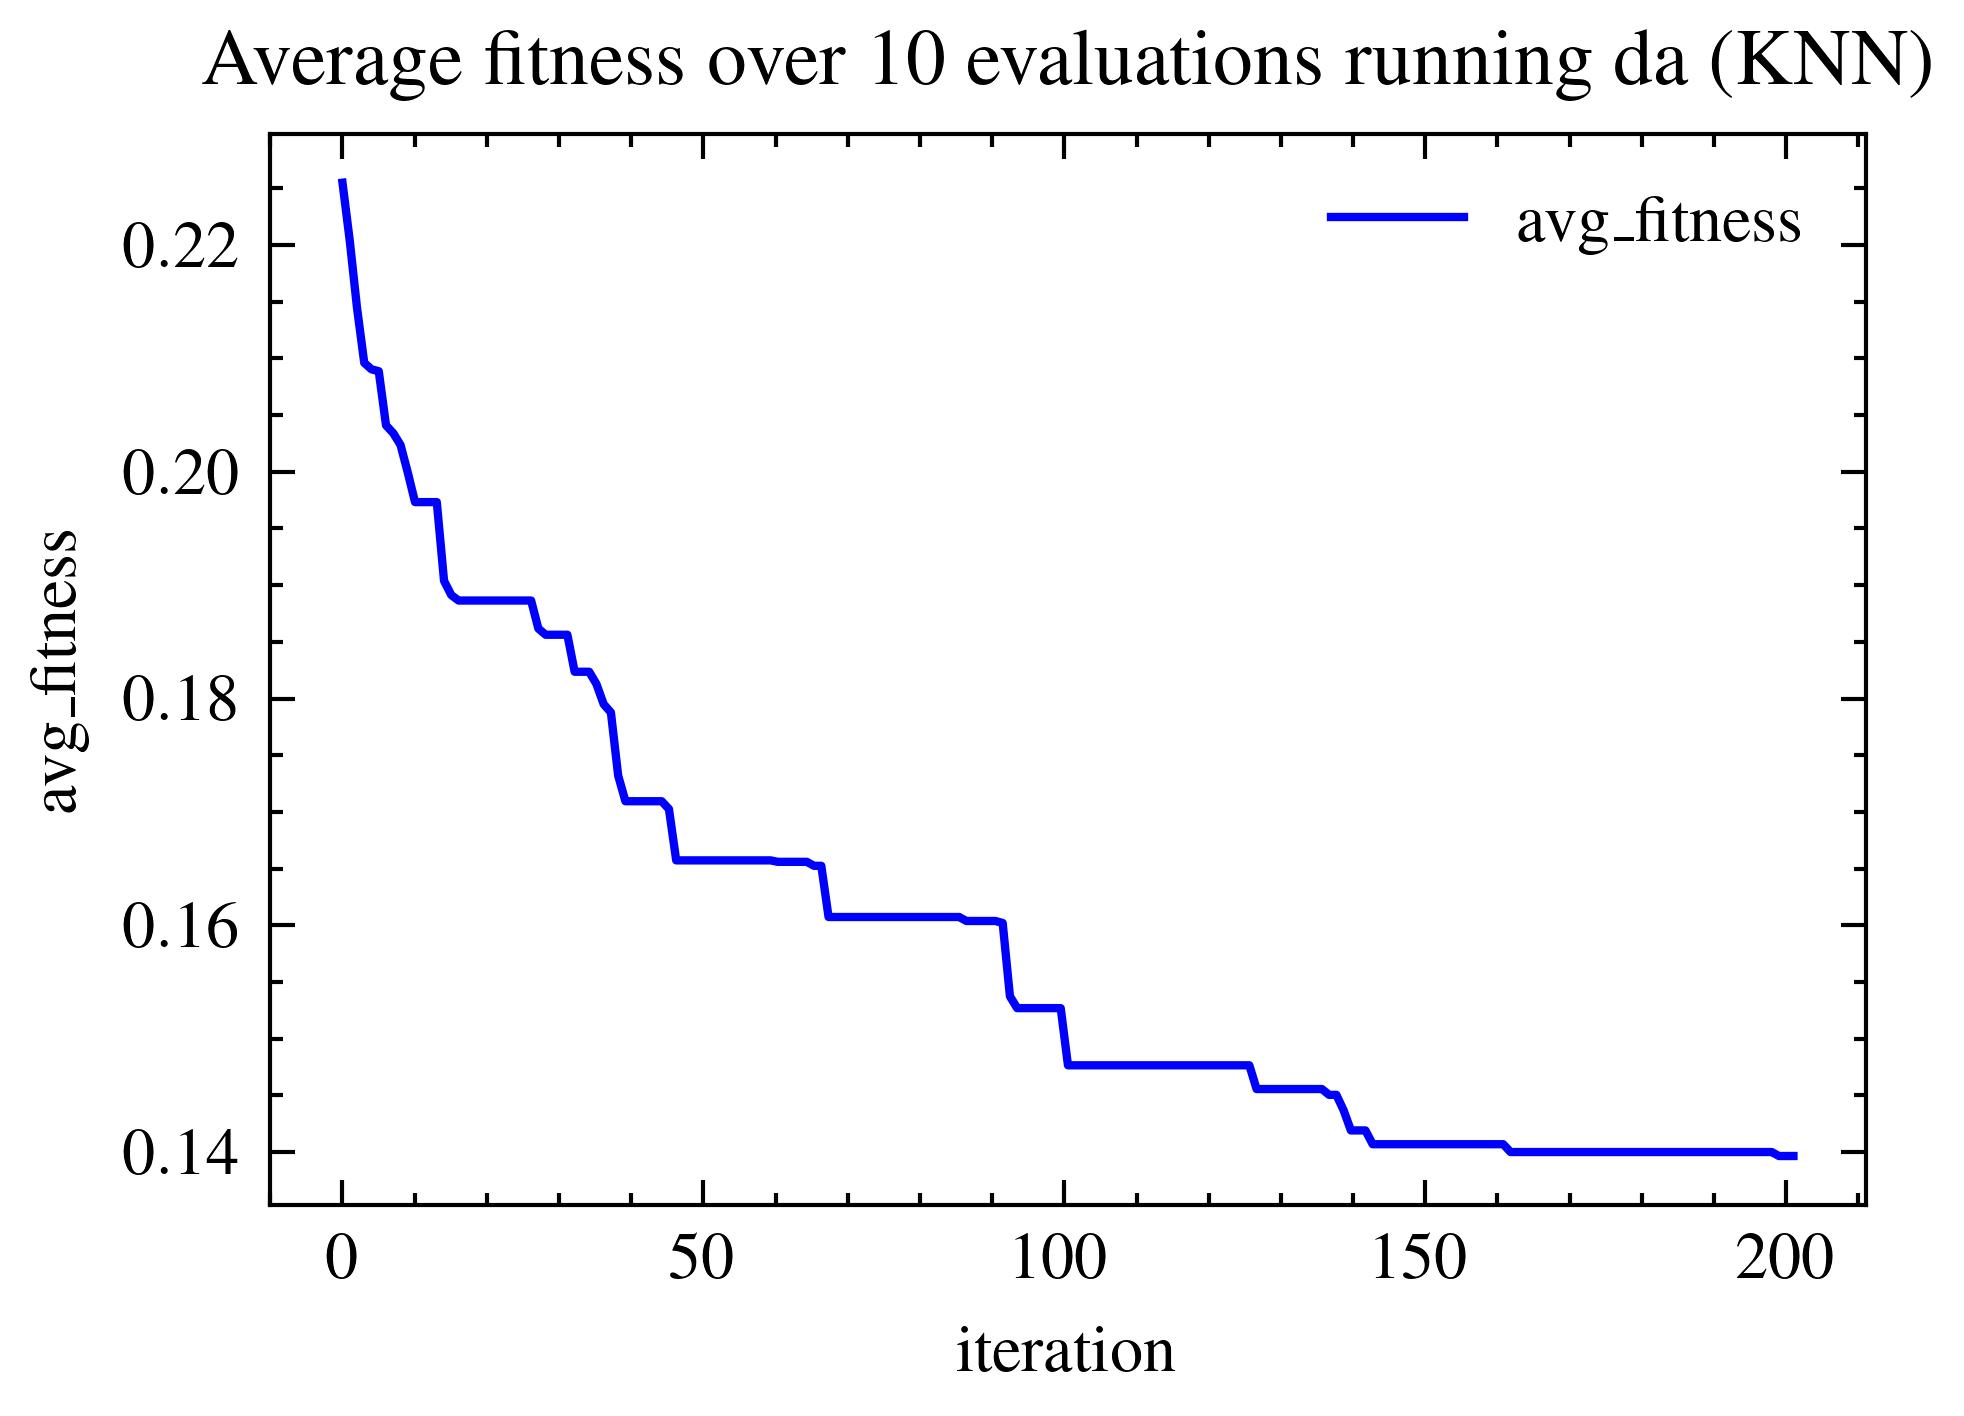 Average fitness over 10 evaluations running da (KNN)
avg_fitness
0.22
0.20
0.18
0.16
0.14
avg_fitness
0 50 100 150 200
iteration